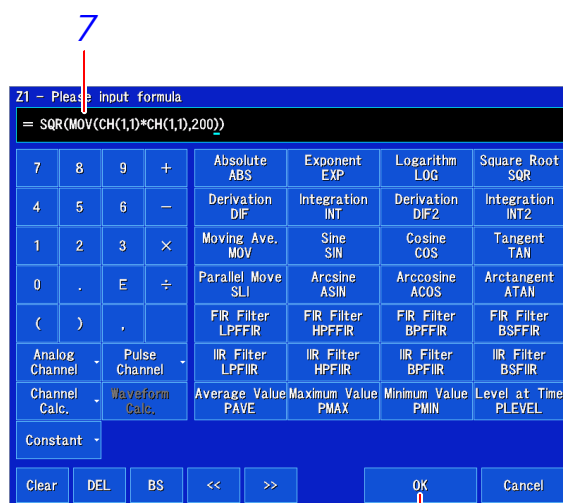 7
Z1 - Please input formula
= SQR(MOV(CH(1,1)*CH(1,1),200))
7 8 9 + Absolute Exponent Logarithm Square Root
ABS EXP LOG SQR
4 5 6 - Derivation Integration Derivation Integration
DIF INT DIF2 INT2
1 2 3 × Moving Ave. Sine Cosine Tangent
MOV SIN COS TAN
0 . E ÷ Parallel Move Arcsine Arccosine Arctangent
SLI ASIN ACOS ATAN
( ) , FIR Filter FIR Filter FIR Filter FIR Filter
LPFFIR HPFFIR BPFFIR BSFFIR
Analog Pulse IIR Filter IIR Filter IIR Filter IIR Filter
Channel Channel LPFIIR HPFIIR BPFIIR BSFIIR
Channel Waveform Average Value Maximum Value Minimum Value Level at Time
Calc. Calc. PAVE PMAX PMIN PLEVEL
Constant
Clear DEL BS << >> OK Cancel